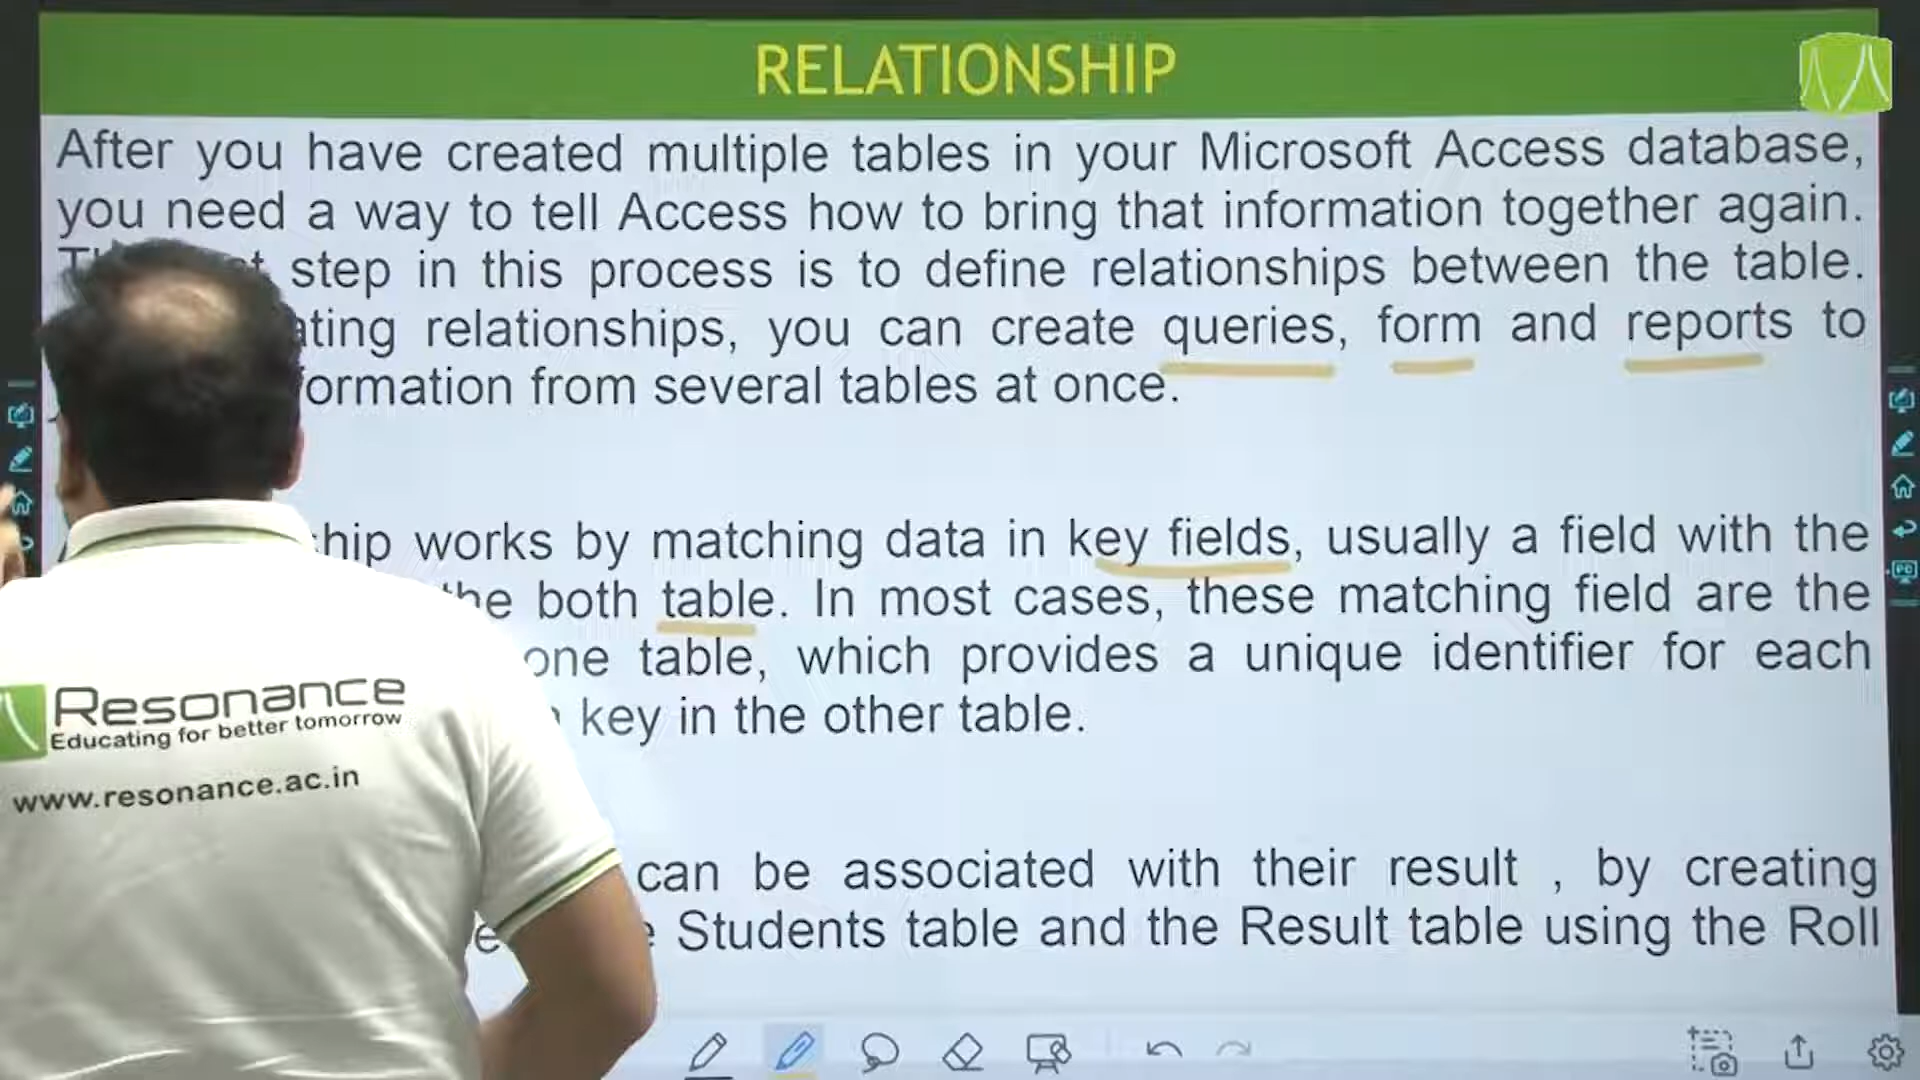 RELATIONSHIP
After you have created multiple tables in your Microsoft Access database,
you need a way to tell Access how to bring that information together again.
step in this process is to define relationships between the table.
relationships, you can create queries, form and reports to
from several tables at once.
works by matching data in key fields, usually a field with the
both table. In most cases, these matching field are the
one table, which provides a unique identifier for each
key in the other table.
can be associated with their result , by creating
Students table and the Result table using the Roll
Resonance
Educating for better tomorrow
www.resonance.ac.in